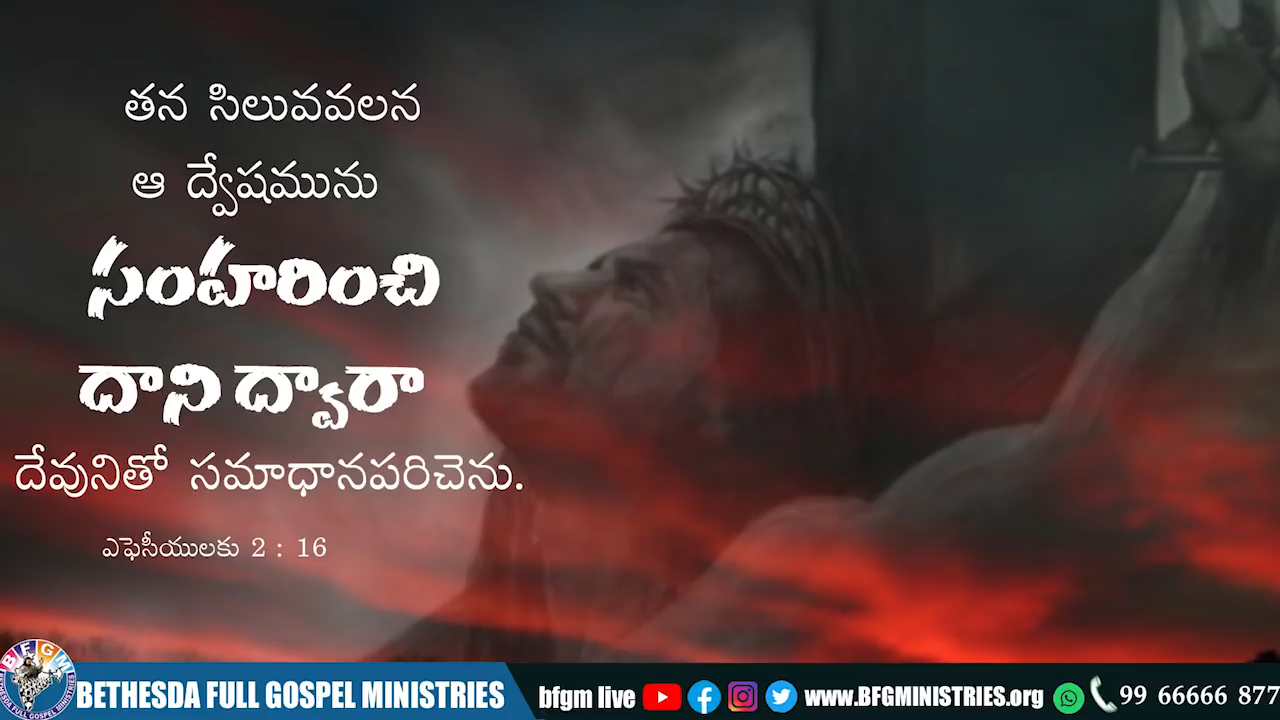 తన సిలువవలన
ఆ ద్వేషమును
సంహరించి
దాని ద్వారా
దేవునితో సమాధానపరిచెను.
ఎఫెసీయులకు 2 : 16
BFGM
BETHESDA FULL GOSPEL MINISTRIES
bfgm live www.BFGMINISTRIES.org 99 66666 877